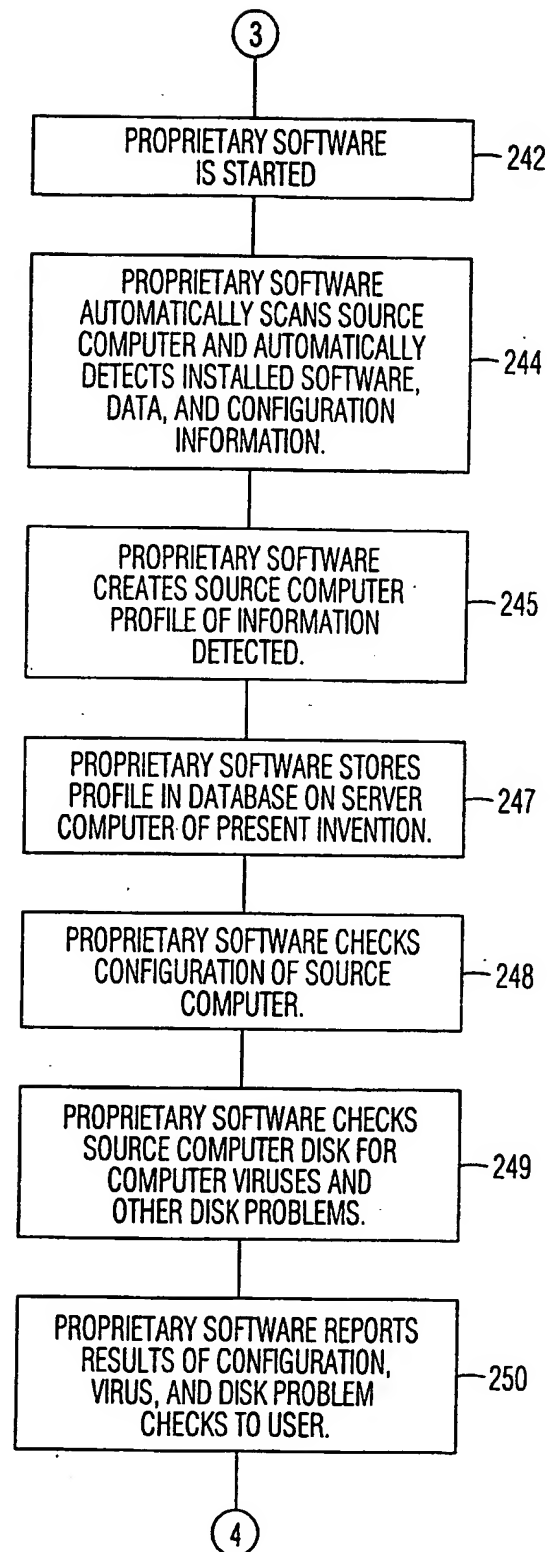 3
PROPRIETARY SOFTWARE
IS STARTED
242
PROPRIETARY SOFTWARE
AUTOMATICALLY SCANS SOURCE
COMPUTER AND AUTOMATICALLY
DETECTS INSTALLED SOFTWARE,
DATA, AND CONFIGURATION
INFORMATION.
244
PROPRIETARY SOFTWARE
CREATES SOURCE COMPUTER
PROFILE OF INFORMATION
DETECTED.
245
PROPRIETARY SOFTWARE STORES
PROFILE IN DATABASE ON SERVER
COMPUTER OF PRESENT INVENTION.
247
PROPRIETARY SOFTWARE CHECKS
CONFIGURATION OF SOURCE
COMPUTER.
248
PROPRIETARY SOFTWARE CHECKS
SOURCE COMPUTER DISK FOR
COMPUTER VIRUSES AND
OTHER DISK PROBLEMS.
249
PROPRIETARY SOFTWARE REPORTS
RESULTS OF CONFIGURATION,
VIRUS, AND DISK PROBLEM
CHECKS TO USER.
250
4